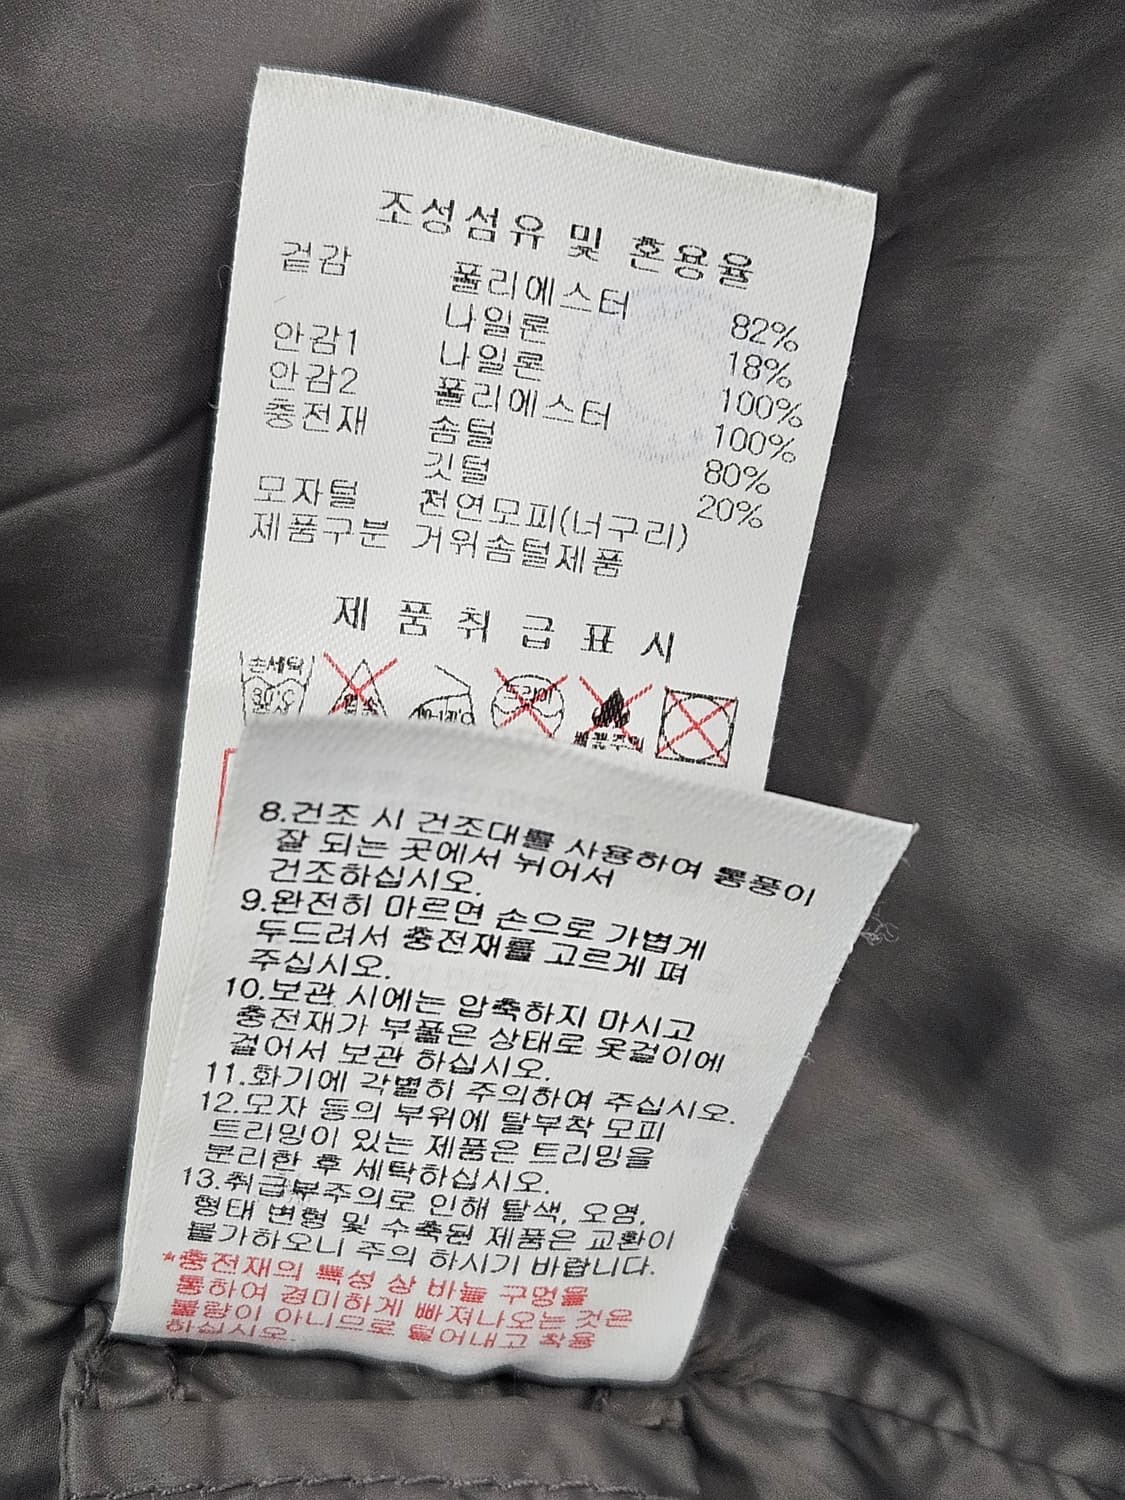 조성섬유 및 혼용율
겉감 폴리에스터 82%
나일론 18%
안감1 나일론 100%
안감2 폴리에스터 100%
충전재 솜털 80%
깃털 20%
모자털 천연모피(너구리)
제품구분 거위솜털제품
제품취급표시
손세탁 드라이
30℃
8.건조 시 건조대를 사용하여 통풍이
잘 되는 곳에서 뉘어서
건조하십시오.
9.완전히 마르면 손으로 가볍게
두드려서 충전재를 고르게 펴
주십시오.
10.보관 시에는 압축하지 마시고
충전재가 부풀은 상태로 옷걸이에
걸어서 보관 하십시오.
11.화기에 각별히 주의하여 주십시오.
12.모자 등의 부위에 탈부착 모피
트리밍이 있는 제품은 트리밍을
분리한 후 세탁하십시오.
13.취급부주의로 인해 탈색, 오염,
형태 변형 및 수축된 제품은 교환이
불가하오니 주의 하시기 바랍니다.
*충전재의 특성 상 바늘 구멍을
통하여 경미하게 빠져나오는 것은
불량이 아니므로 털어내고 착용
하십시오.